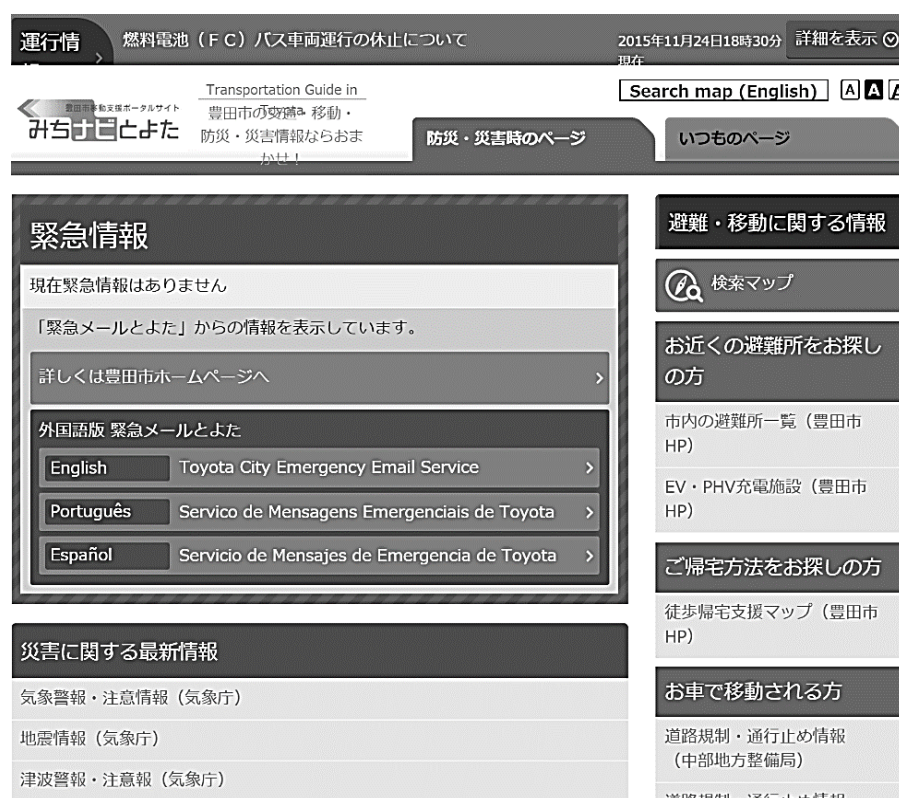 運行情
燃料電池（ＦＣ）バス車両運行の休止について
2015年11月24日18時30分
現在
詳細を表示
Transportation Guide in
豊田市の交通・移動・
防災・災害情報ならおま
かせ！
豊田市移動支援ポータルサイト
みちナビとよた
Search map (English)
A A
防災・災害時のページ
いつものページ
緊急情報
現在緊急情報はありません
「緊急メールとよた」からの情報を表示しています。
詳しくは豊田市ホームページへ
外国語版 緊急メールとよた
English Toyota City Emergency Email Service
Português Servico de Mensagens Emergenciais de Toyota
Español Servicio de Mensajes de Emergencia de Toyota
災害に関する最新情報
気象警報・注意情報（気象庁）
地震情報（気象庁）
津波警報・注意報（気象庁）
避難・移動に関する情報
検索マップ
お近くの避難所をお探し
の方
市内の避難所一覧（豊田市
HP）
EV・PHV充電施設（豊田市
HP）
ご帰宅方法をお探しの方
徒歩帰宅支援マップ（豊田市
HP）
お車で移動される方
道路規制・通行止め情報
（中部地方整備局）